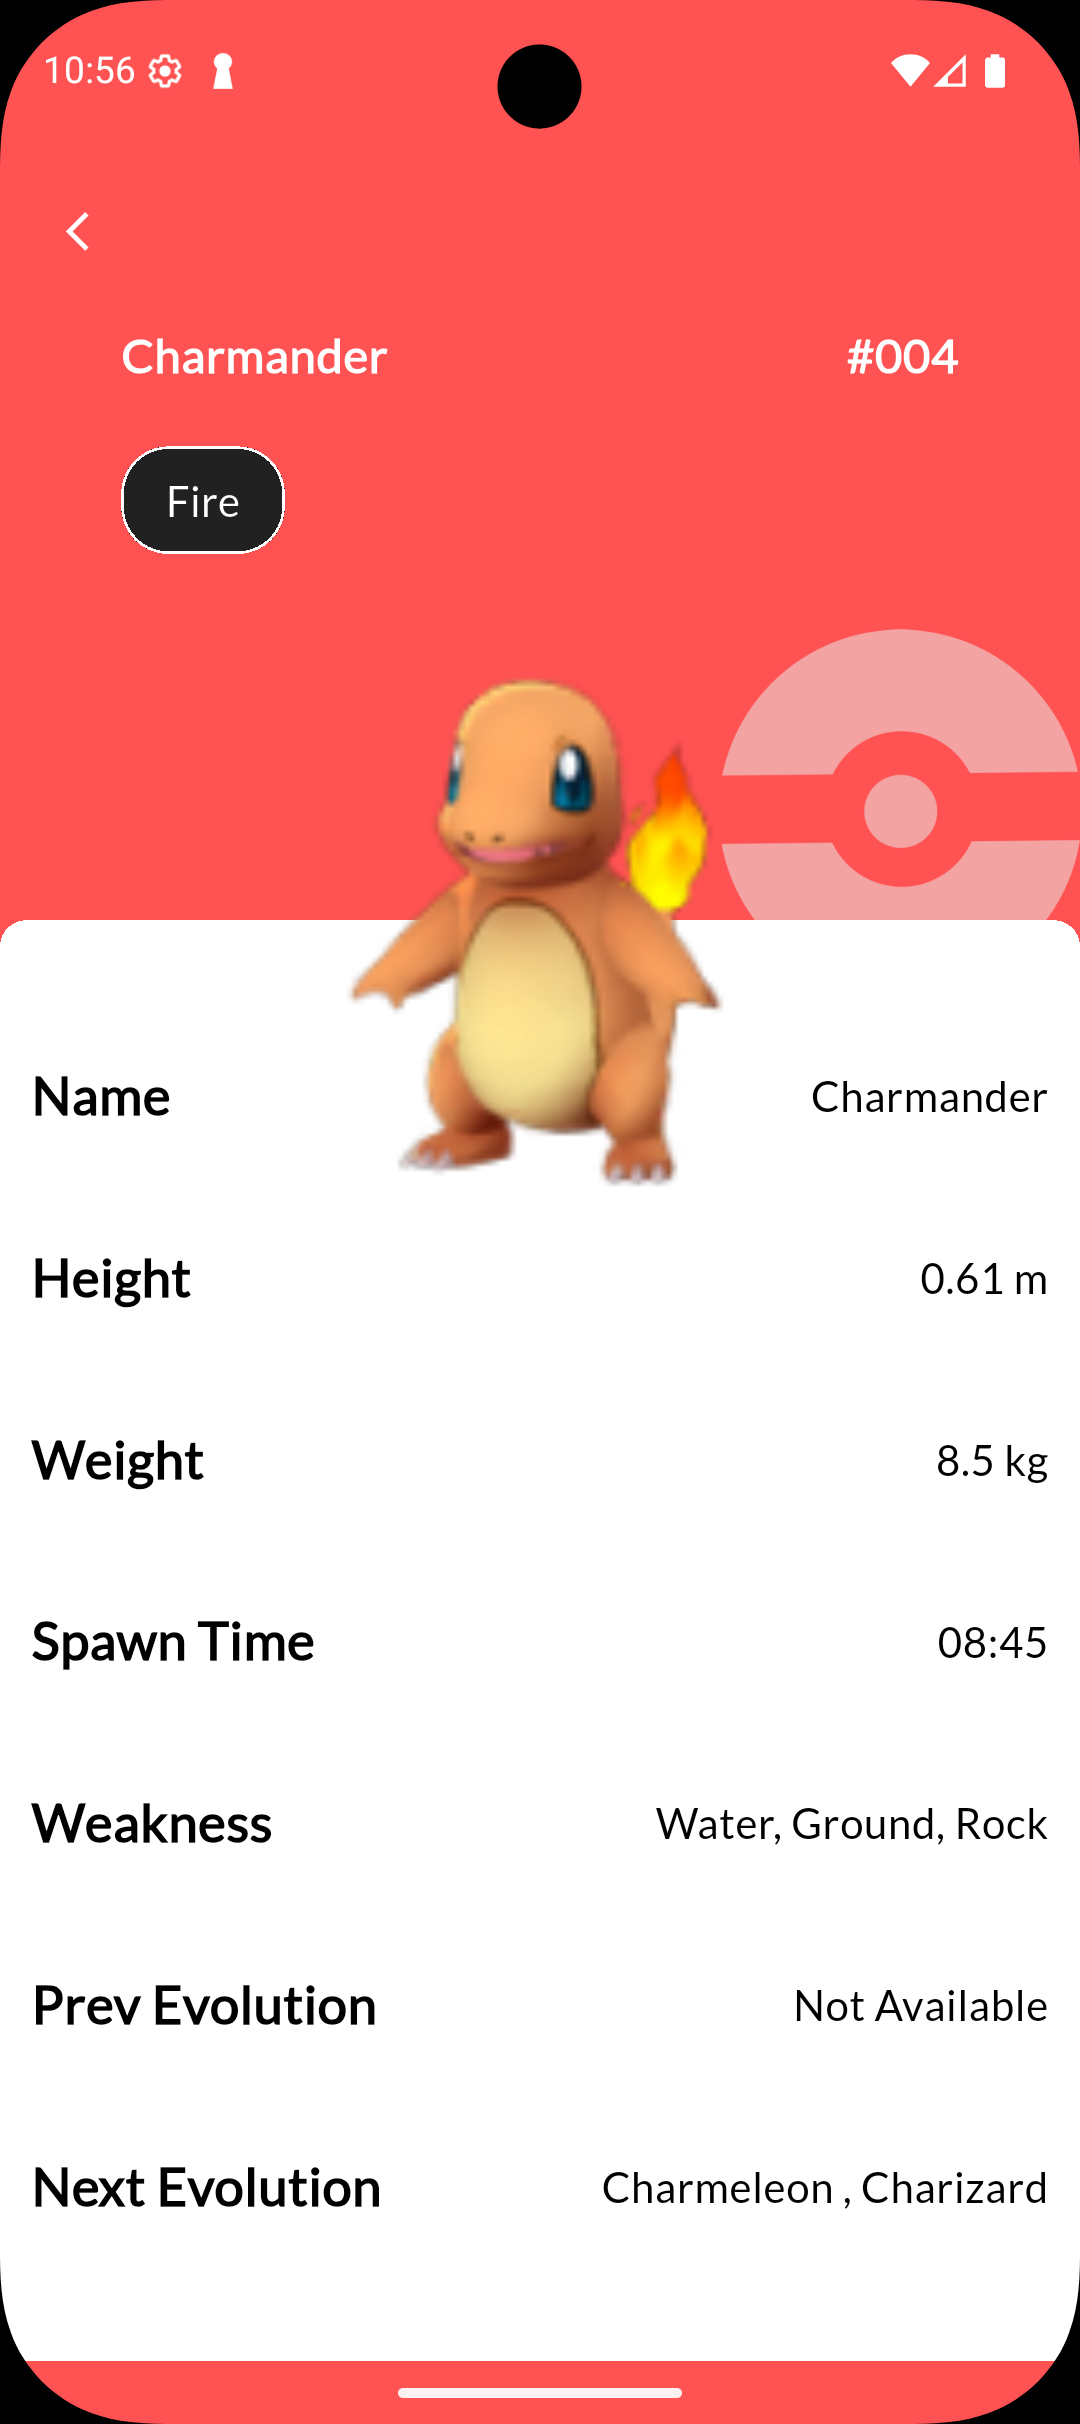 10:56
Charmander #004
Fire
Name Charmander
Height 0.61 m
Weight 8.5 kg
Spawn Time 08:45
Weakness Water, Ground, Rock
Prev Evolution Not Available
Next Evolution Charmeleon , Charizard